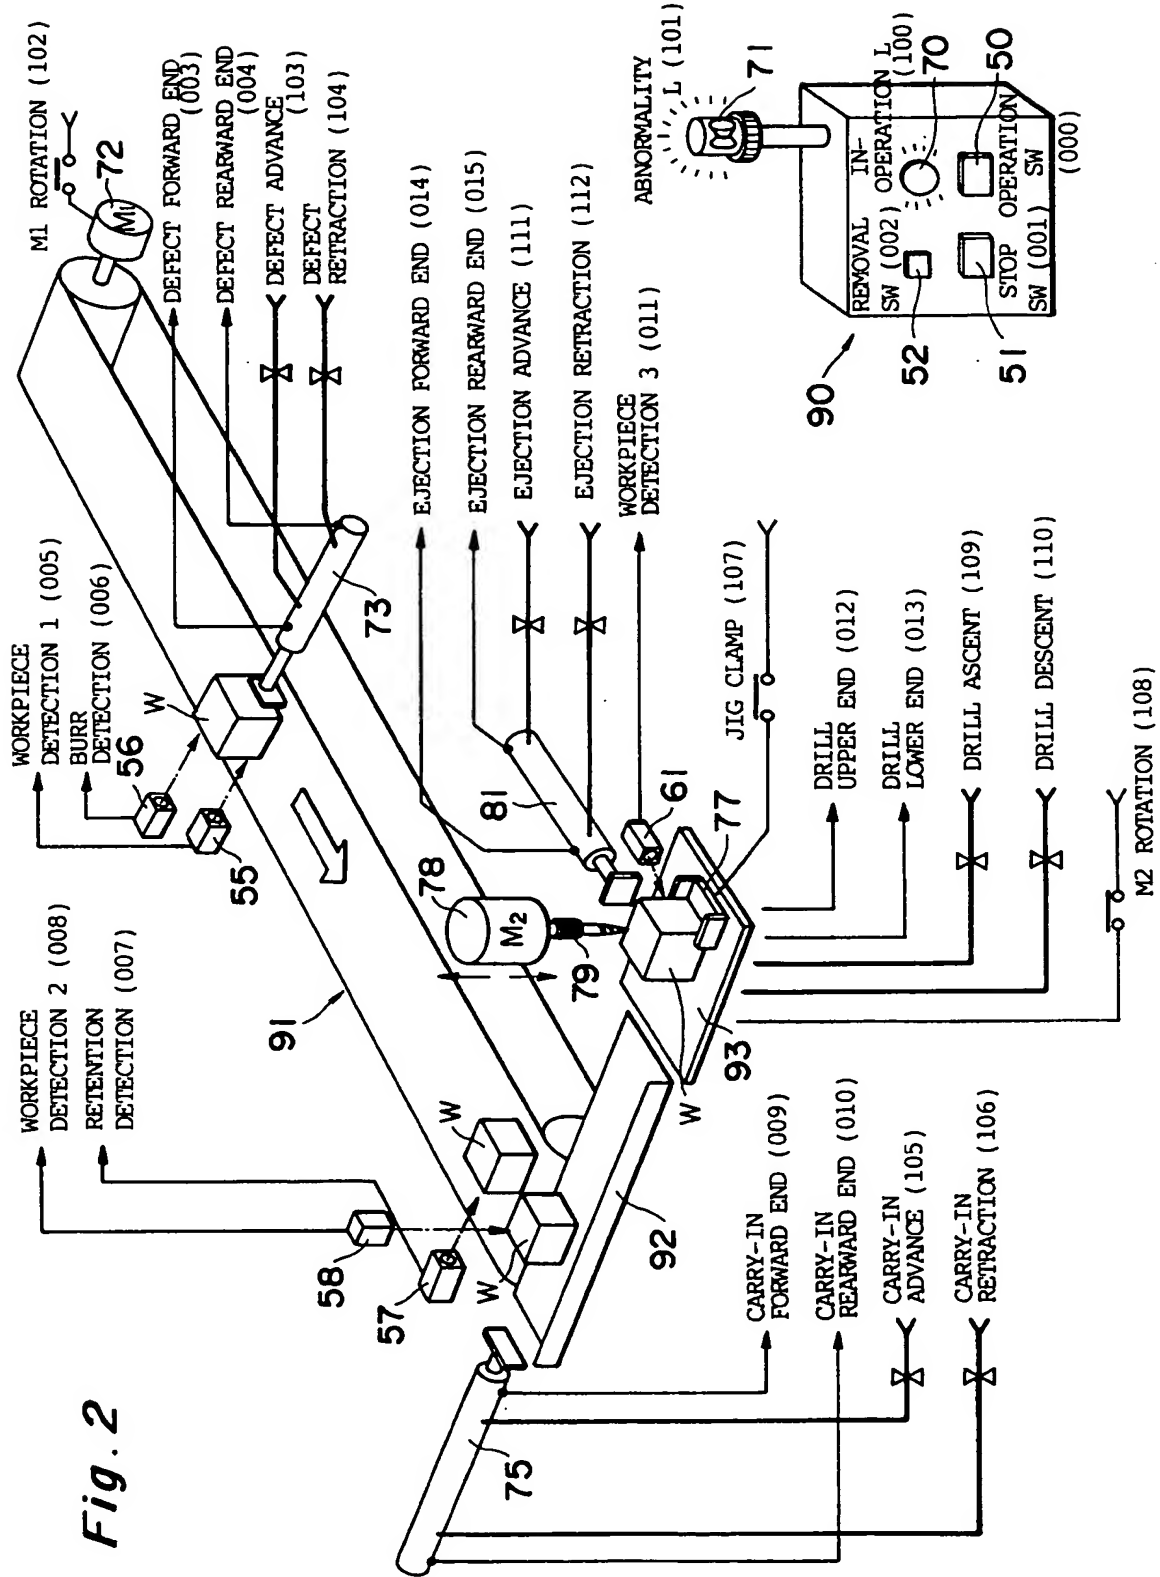 Fig. 2
M1 ROTATION (102)
M1
72
DEFECT FORWARD END
(003)
DEFECT REARWARD END
(004)
DEFECT ADVANCE
(103)
DEFECT
RETRACTION (104)
73
WORKPIECE
DETECTION 1 (005)
BURR
DETECTION (006)
W
56
55
WORKPIECE
DETECTION 2 (008)
RETENTION
DETECTION (007)
91
58
57
W
W
92
75
EJECTION FORWARD END (014)
EJECTION REARWARD END (015)
EJECTION ADVANCE (111)
EJECTION RETRACTION (112)
WORKPIECE
DETECTION 3 (011)
81
78
M2
79
61
77
93
W
JIG CLAMP (107)
DRILL
UPPER END (012)
DRILL
LOWER END (013)
DRILL ASCENT (109)
DRILL DESCENT (110)
M2 ROTATION (108)
CARRY-IN
FORWARD END (009)
CARRY-IN
REARWARD END (010)
CARRY-IN
ADVANCE (105)
CARRY-IN
RETRACTION (106)
ABNORMALITY
L (101)
71
90
REMOVAL
SW (002)
IN-
OPERATION L
(100)
70
52
50
51
STOP
SW (001)
OPERATION
SW
(000)